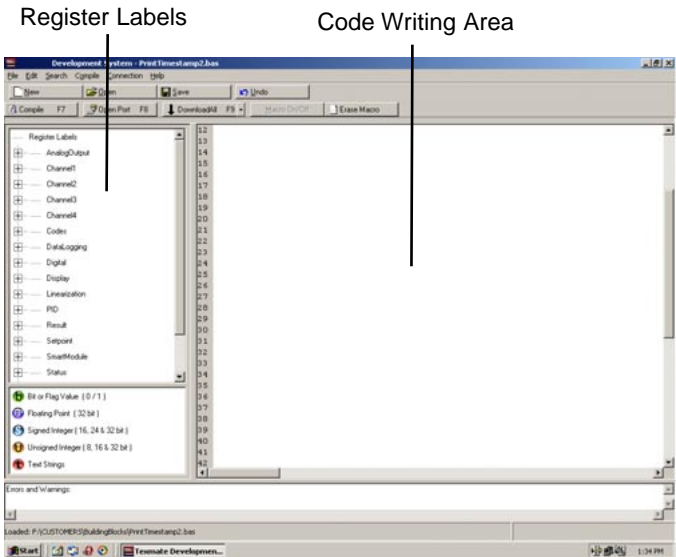 Register Labels
Code Writing Area
Development System - PrintTimestamp2.bas
File Edit Search Compile Connection Help
New Open Save Undo
Compile F7 Open Port F8 DownloadAll F9 Macro On/Off Erase Macro
Register Labels
AnalogOutput
Channel1
Channel2
Channel3
Channel4
Codes
DataLogging
Digital
Display
Linearization
PID
Result
Setpoint
SmartModule
Status
Bit or Flag Value ( 0 / 1 )
Floating Point ( 32 bit )
Signed Integer ( 16, 24 & 32 bit )
Unsigned Integer ( 8, 16 & 32 bit )
Text Strings
12
13
14
15
16
17
18
19
20
21
22
23
24
25
26
27
28
29
30
31
32
33
34
35
36
37
38
39
40
41
42
Errors and Warnings:
Loaded: P:\CUSTOMERS\BuildingBlocks\PrintTimestamp2.bas
Start Texmate Developmen... 1:34 PM